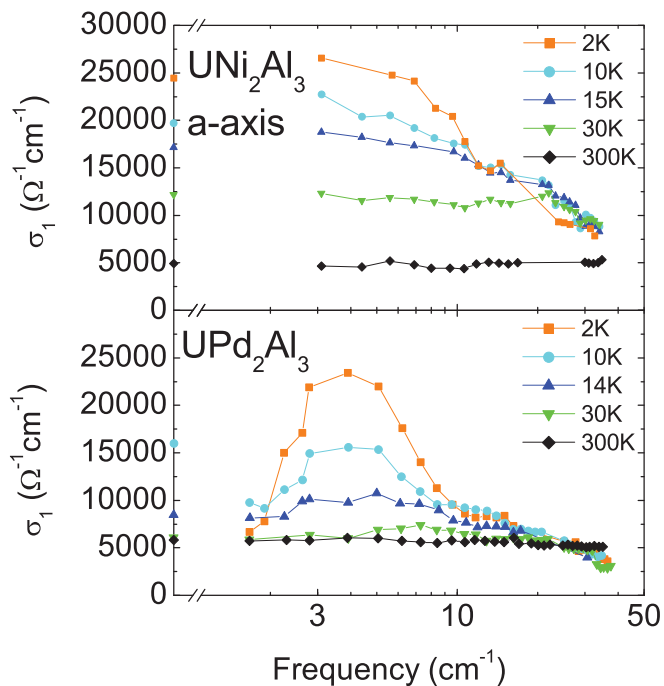 30000
25000
20000
15000
10000
5000
0
σ₁ (Ω⁻¹cm⁻¹)
UNi₂Al₃
a-axis
2K
10K
15K
30K
300K
25000
20000
15000
10000
5000
0
σ₁ (Ω⁻¹cm⁻¹)
UPd₂Al₃
2K
10K
14K
30K
300K
3 10 50
Frequency (cm⁻¹)